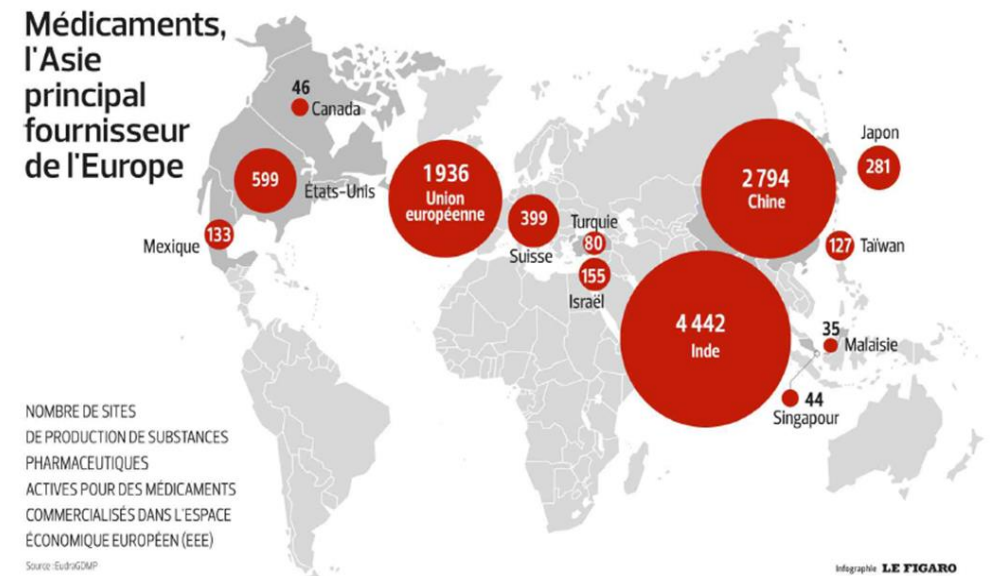 Médicaments,
l'Asie
principal
fournisseur
de l'Europe
46
Canada
599
États-Unis
Mexique
133
1 936
Union
européenne
399
Suisse
Turquie
80
155
Israël
2 794
Chine
Japon
281
127 Taïwan
4 442
Inde
35
Malaisie
44
Singapour
NOMBRE DE SITES
DE PRODUCTION DE SUBSTANCES
PHARMACEUTIQUES
ACTIVES POUR DES MÉDICAMENTS
COMMERCIALISÉS DANS L'ESPACE
ÉCONOMIQUE EUROPÉEN (EEE)
Source : EudraGDMP
Infographie LE FIGARO